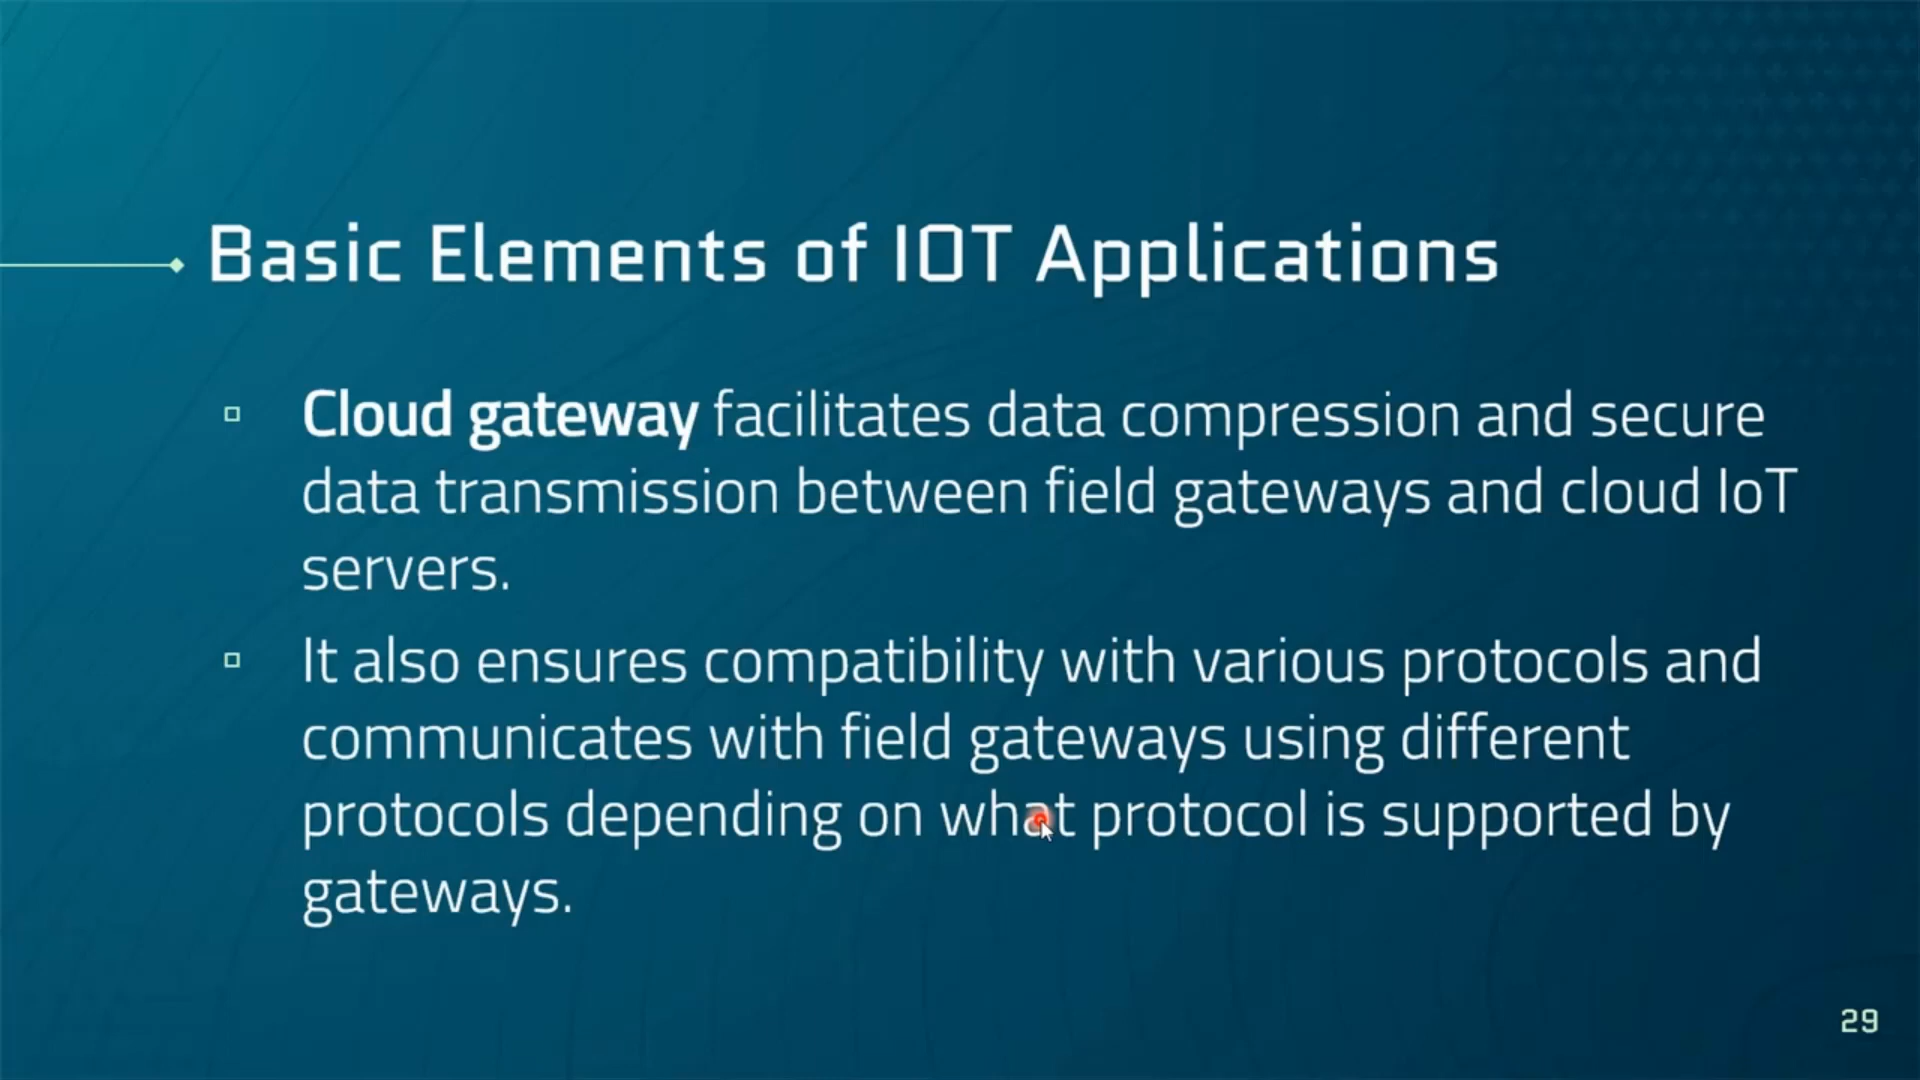 Basic Elements of IOT Applications
Cloud gateway facilitates data compression and secure
data transmission between field gateways and cloud IoT
servers.
It also ensures compatibility with various protocols and
communicates with field gateways using different
protocols depending on what protocol is supported by
gateways.
29